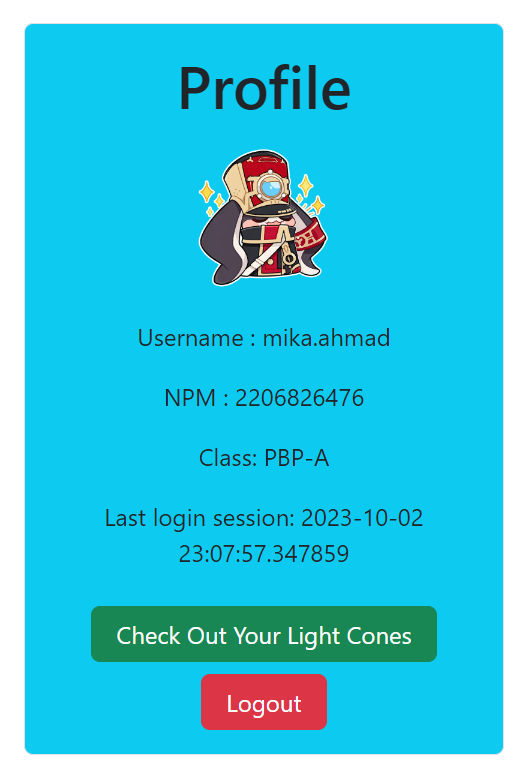 Profile
Username : mika.ahmad
NPM : 2206826476
Class: PBP-A
Last login session: 2023-10-02
23:07:57.347859
Check Out Your Light Cones
Logout